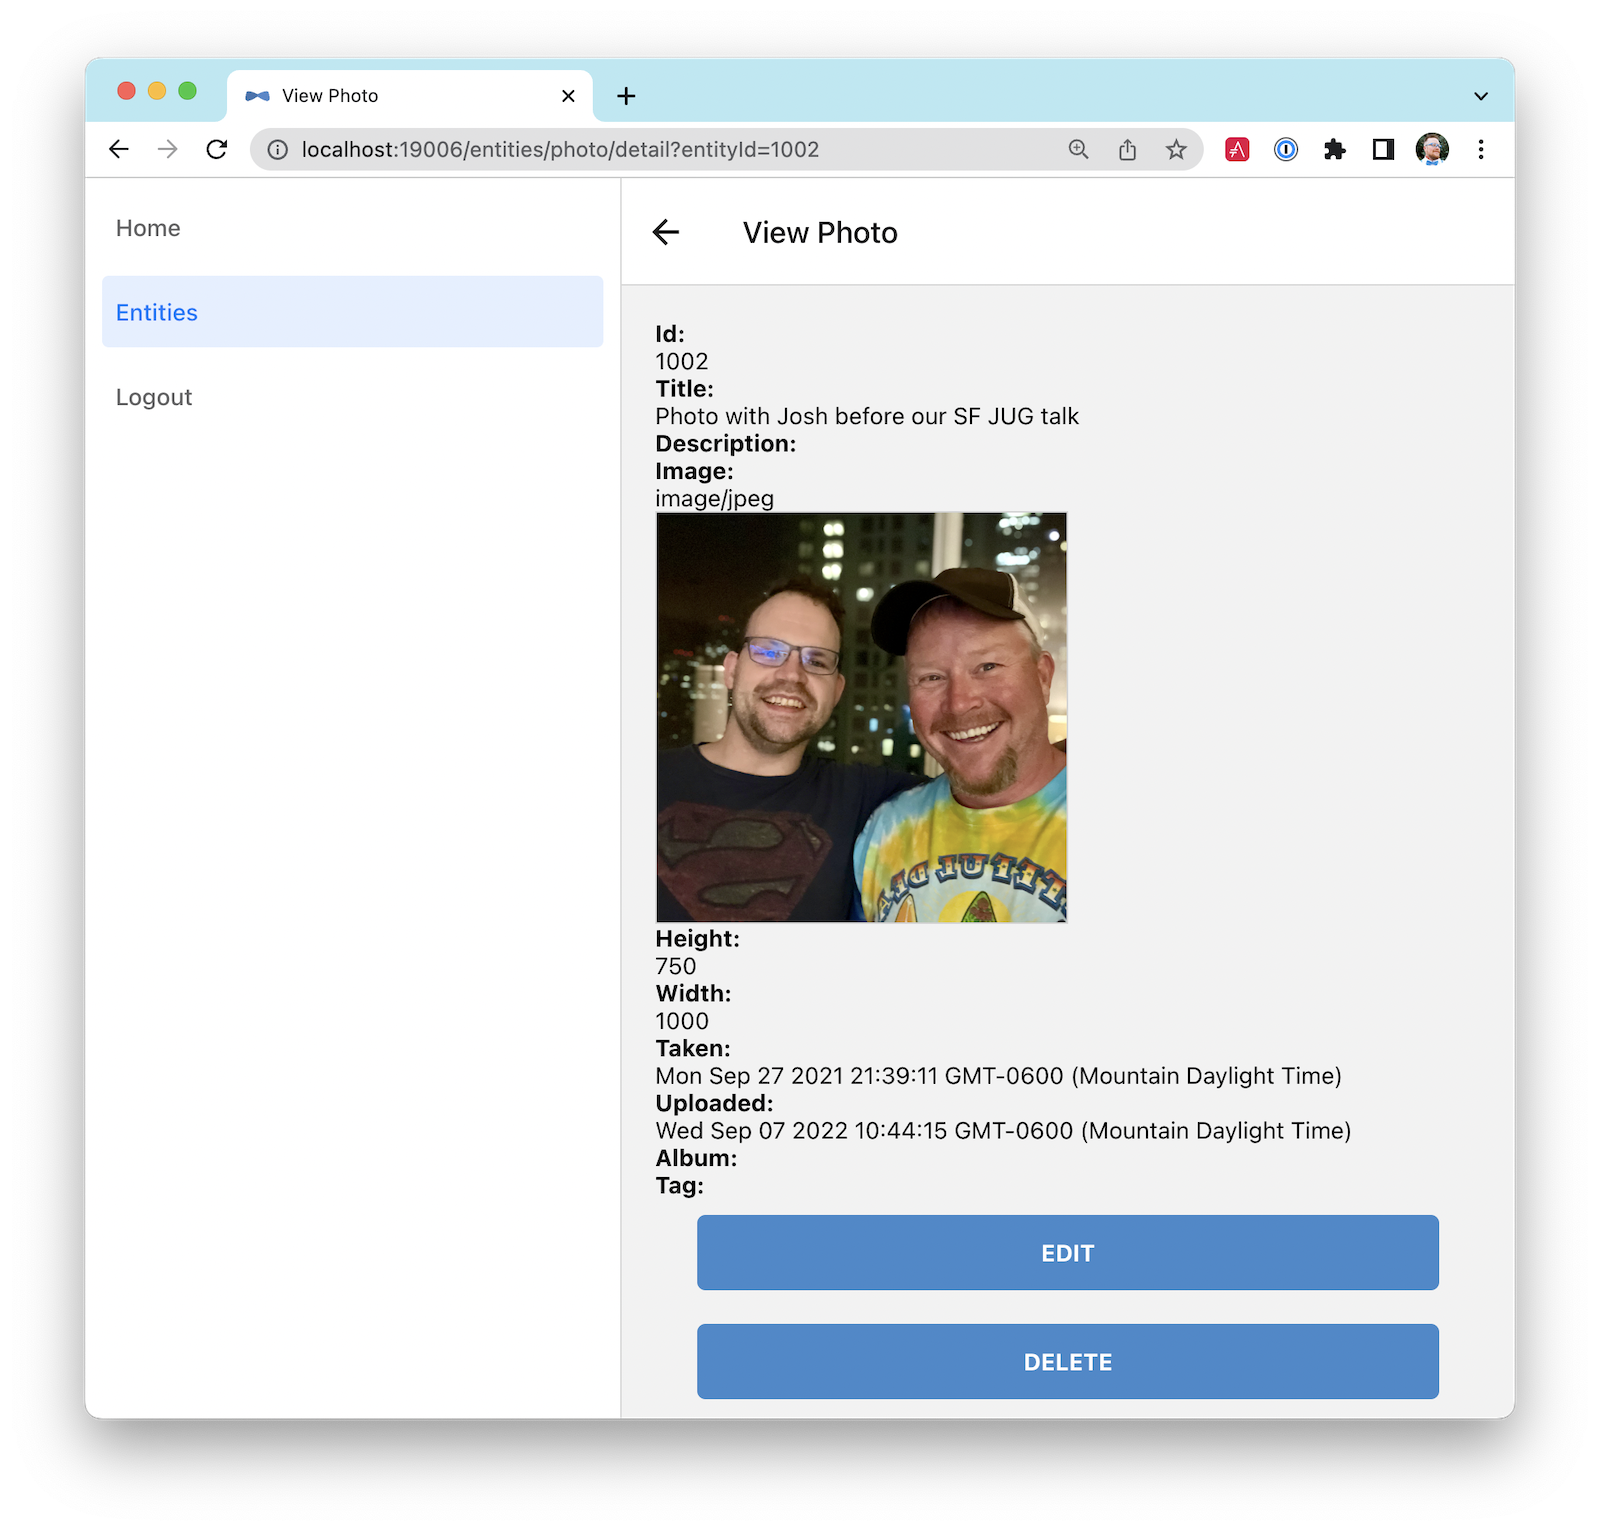 View Photo
localhost:19006/entities/photo/detail?entityId=1002
Home
Entities
Logout
View Photo
Id:
1002
Title:
Photo with Josh before our SF JUG talk
Description:
Image:
image/jpeg
Height:
750
Width:
1000
Taken:
Mon Sep 27 2021 21:39:11 GMT-0600 (Mountain Daylight Time)
Uploaded:
Wed Sep 07 2022 10:44:15 GMT-0600 (Mountain Daylight Time)
Album:
Tag:
EDIT
DELETE